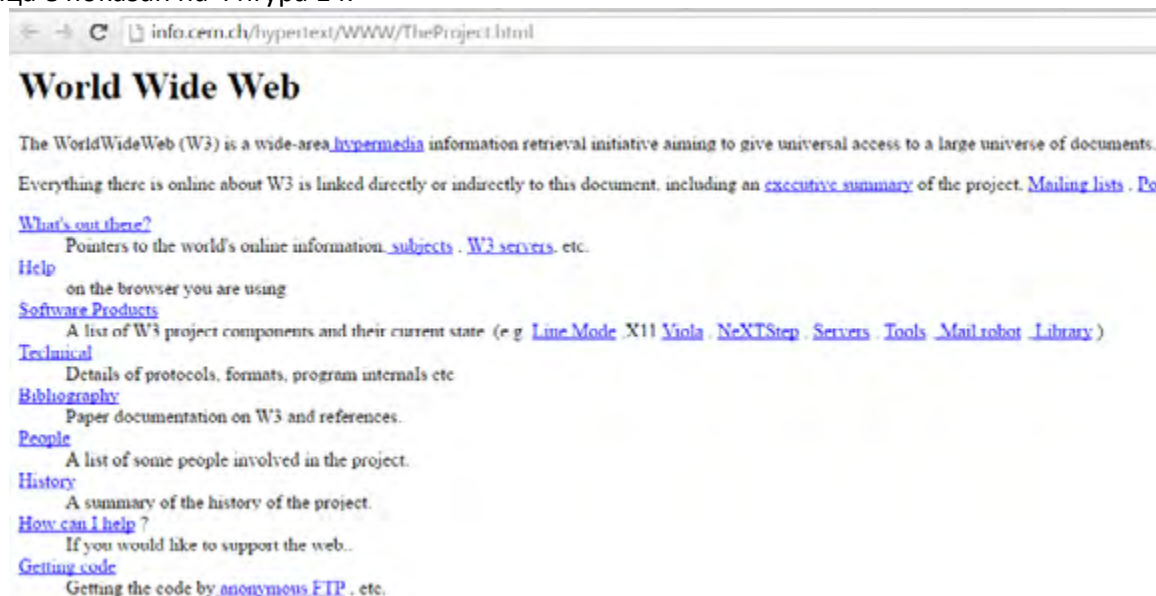 info.cern.ch/hypertext/WWW/TheProject.html
World Wide Web
The WorldWideWeb (W3) is a wide-area hypermedia information retrieval initiative aiming to give universal access to a large universe of documents.
Everything there is online about W3 is linked directly or indirectly to this document, including an executive summary of the project, Mailing lists , Po
What's out there?
Pointers to the world's online information, subjects , W3 servers, etc.
Help
on the browser you are using
Software Products
A list of W3 project components and their current state. (e.g. Line Mode ,X11 Viola , NeXTStep , Servers , Tools , Mail robot , Library )
Technical
Details of protocols, formats, program internals etc
Bibliography
Paper documentation on W3 and references.
People
A list of some people involved in the project.
History
A summary of the history of the project.
How can I help ?
If you would like to support the web..
Getting code
Getting the code by anonymous FTP , etc.